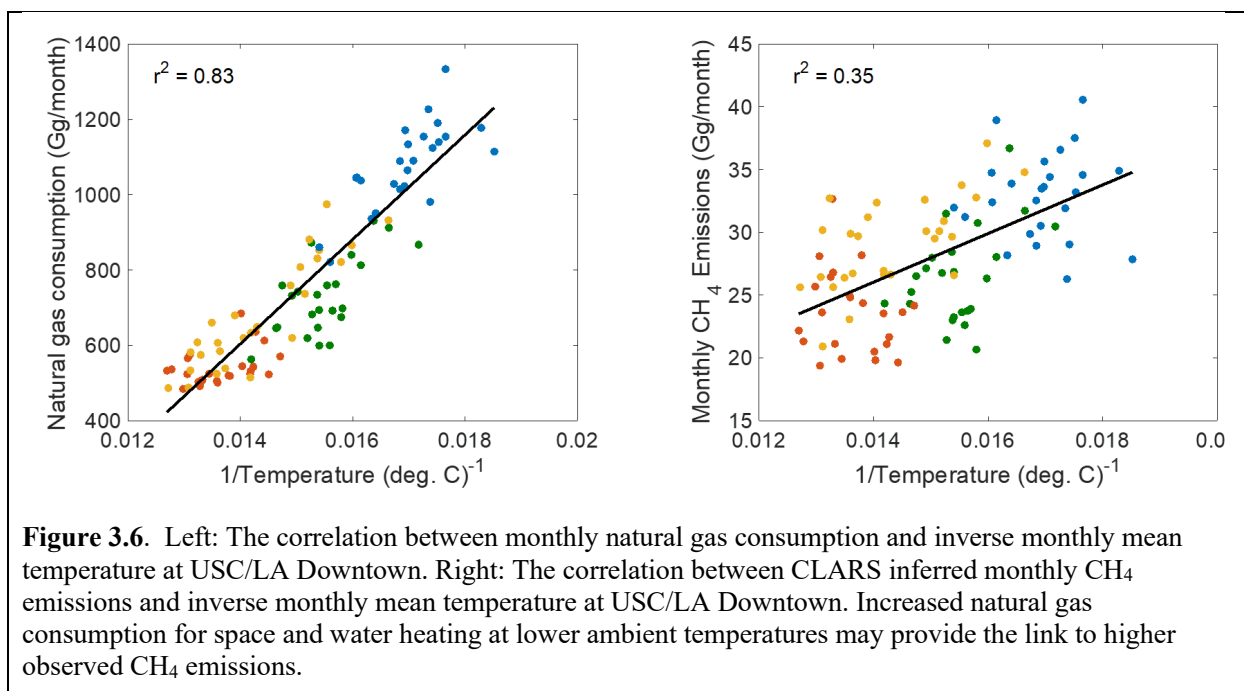 r² = 0.83
1400
1200
1000
800
600
400
Natural gas consumption (Gg/month)
0.012 0.014 0.016 0.018 0.02
1/Temperature (deg. C)⁻¹
r² = 0.35
45
40
35
30
25
20
15
Monthly CH₄ Emissions (Gg/month)
0.012 0.014 0.016 0.018 0.0
1/Temperature (deg. C)⁻¹
Figure 3.6. Left: The correlation between monthly natural gas consumption and inverse monthly mean
temperature at USC/LA Downtown. Right: The correlation between CLARS inferred monthly CH₄
emissions and inverse monthly mean temperature at USC/LA Downtown. Increased natural gas
consumption for space and water heating at lower ambient temperatures may provide the link to higher
observed CH₄ emissions.